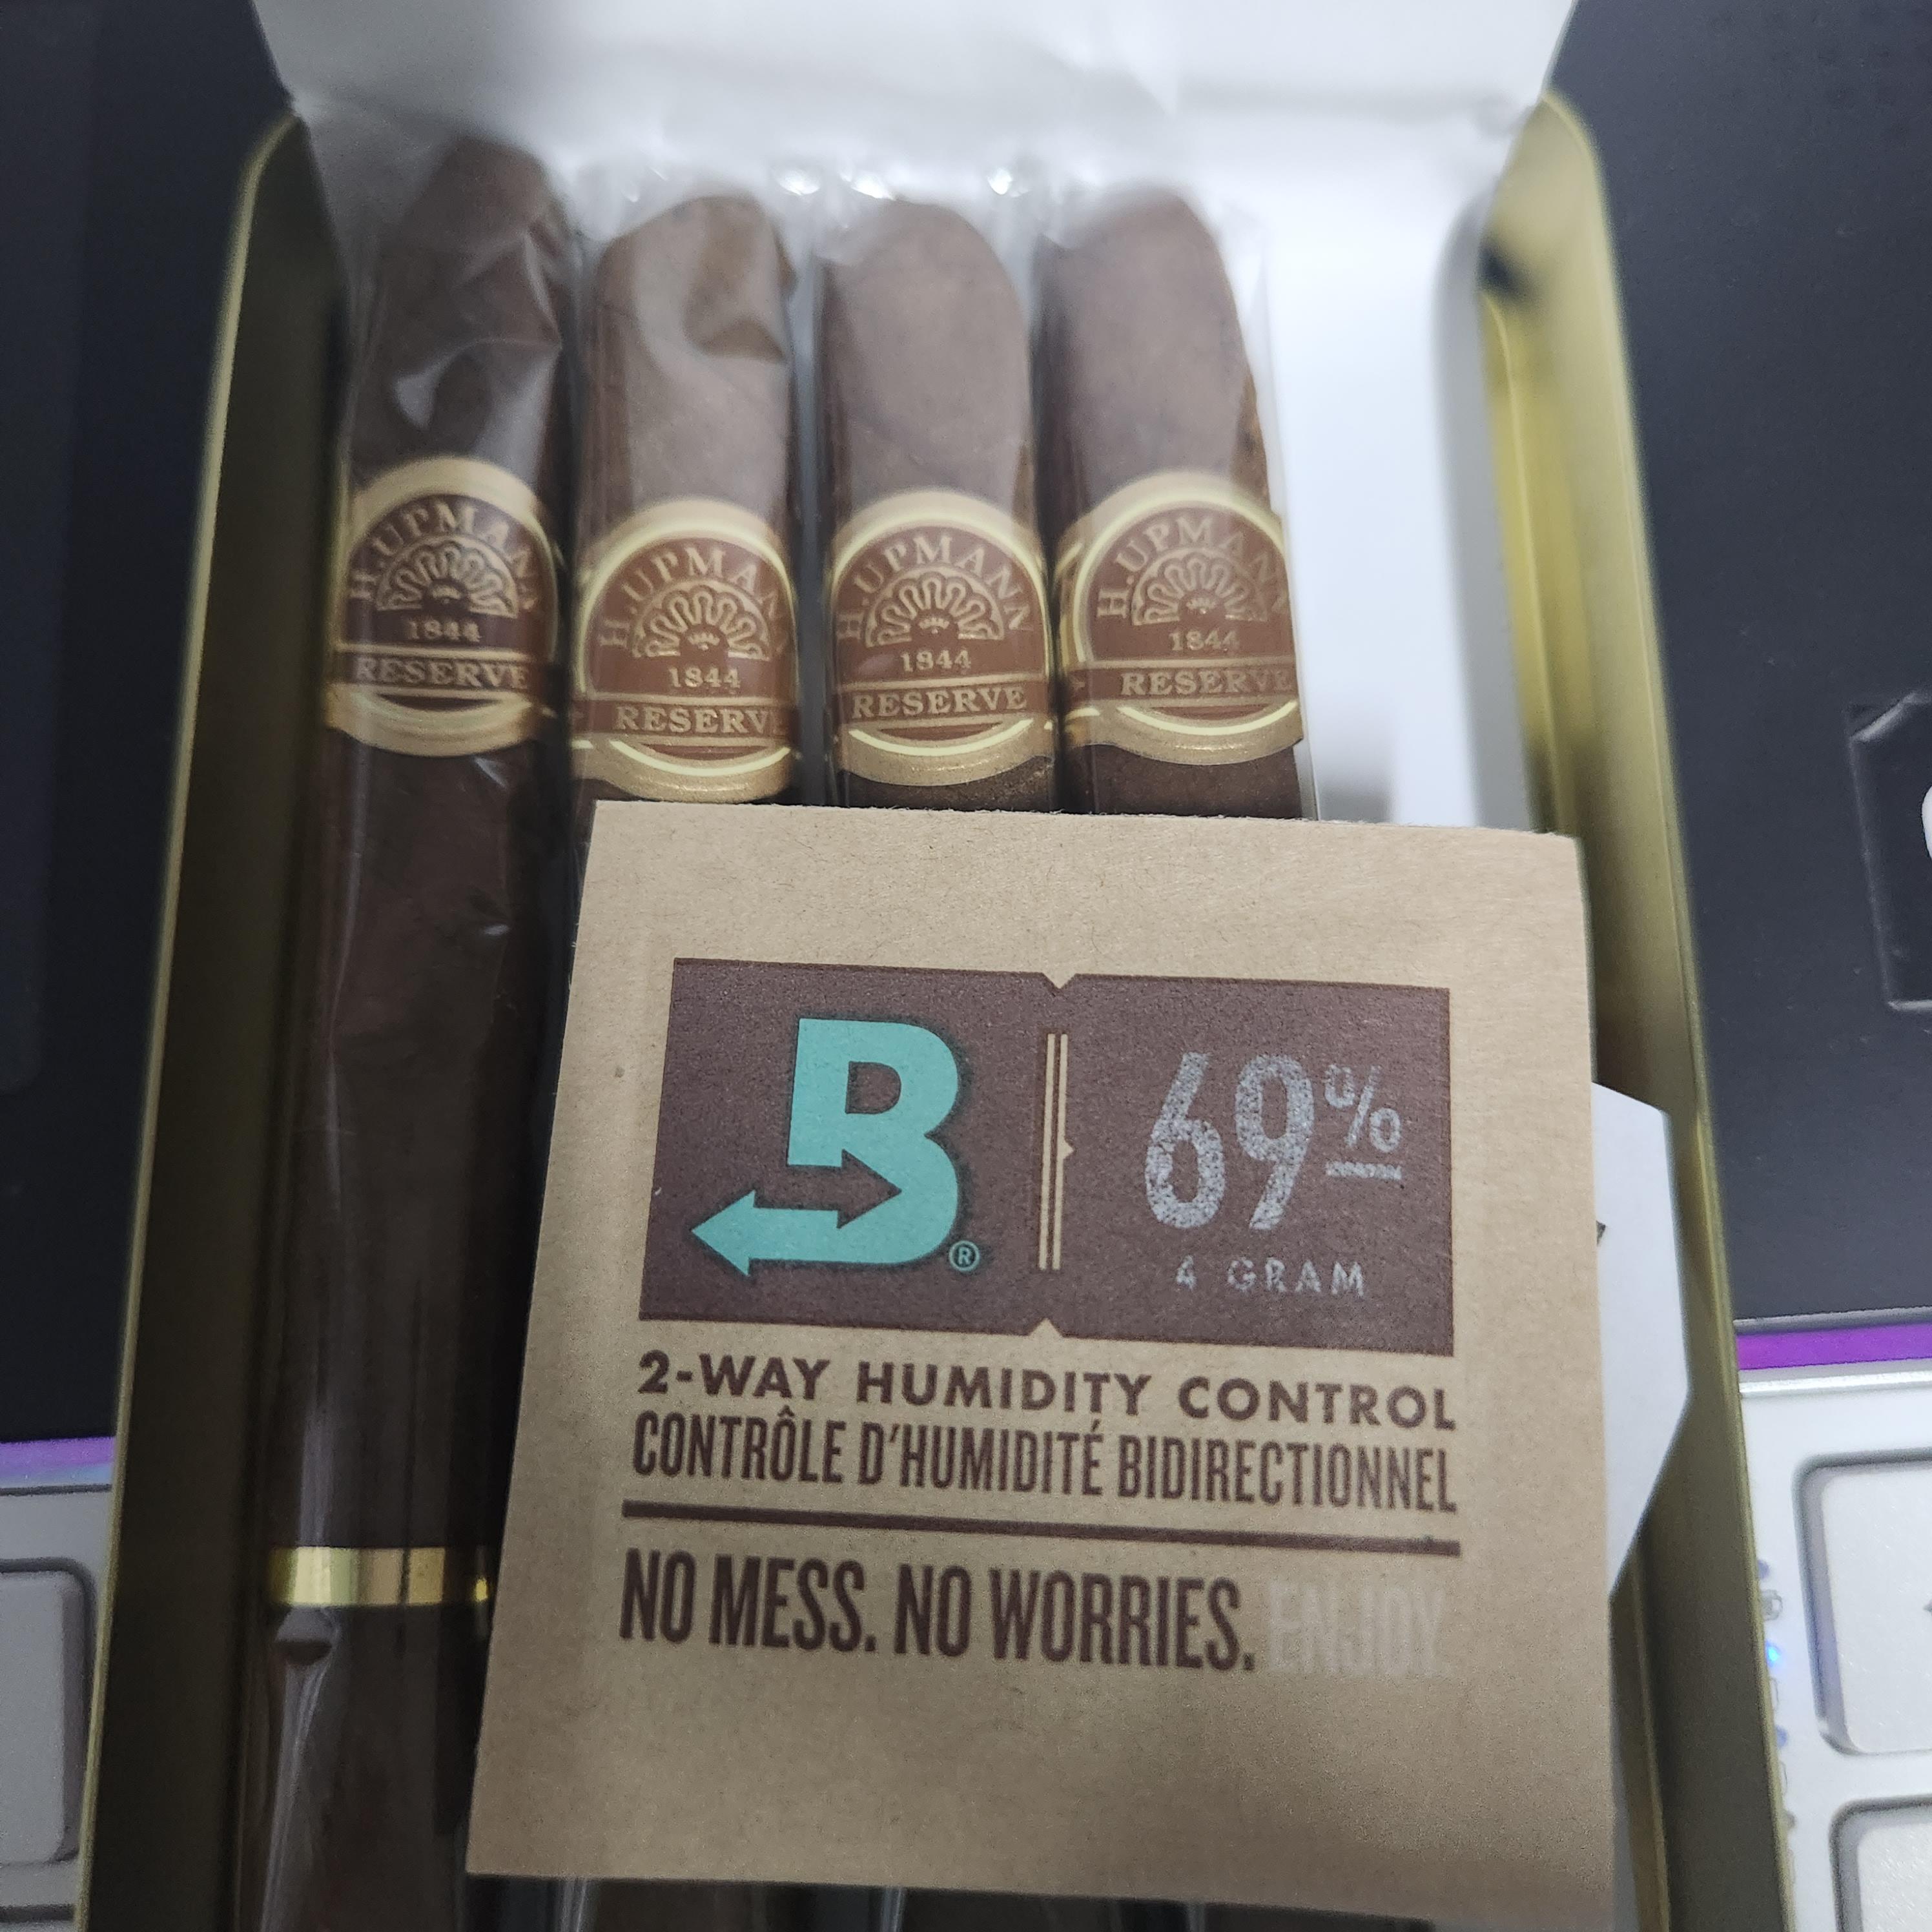 H.UPMANN
1844
RESERVE
H.UPMANN
1844
RESERVE
H.UPMANN
1844
RESERVE
H.UPMANN
1844
RESERVE
B®
69%
4 GRAM
2-WAY HUMIDITY CONTROL
CONTRÔLE D'HUMIDITÉ BIDIRECTIONNEL
NO MESS. NO WORRIES. ENJOY.